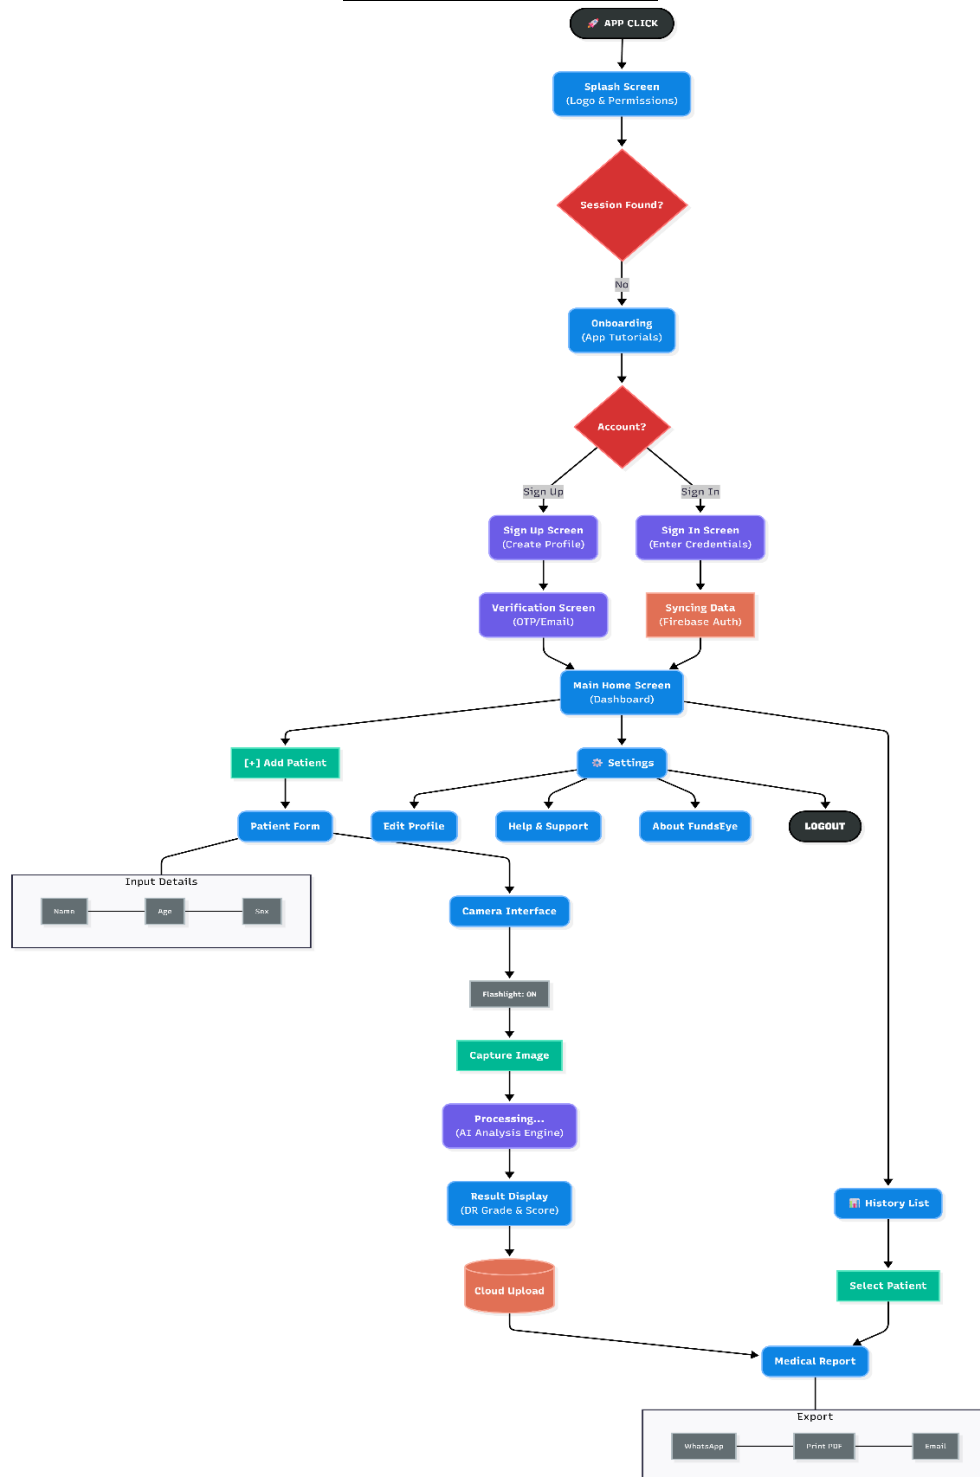 🚀 APP CLICK
Splash Screen
(Logo & Permissions)
Session Found?
No
Onboarding
(App Tutorials)
Account?
Sign Up
Sign In
Sign Up Screen
(Create Profile)
Sign In Screen
(Enter Credentials)
Verification Screen
(OTP/Email)
Syncing Data
(Firebase Auth)
Main Home Screen
(Dashboard)
[+] Add Patient
⚙️ Settings
Patient Form
Edit Profile
Help & Support
About FundsEye
LOGOUT
Input Details
Name
Age
Sex
Camera Interface
Flashlight: ON
Capture Image
Processing...
(AI Analysis Engine)
Result Display
(DR Grade & Score)
📊 History List
Cloud Upload
Select Patient
Medical Report
Export
WhatsApp
Print PDF
Email